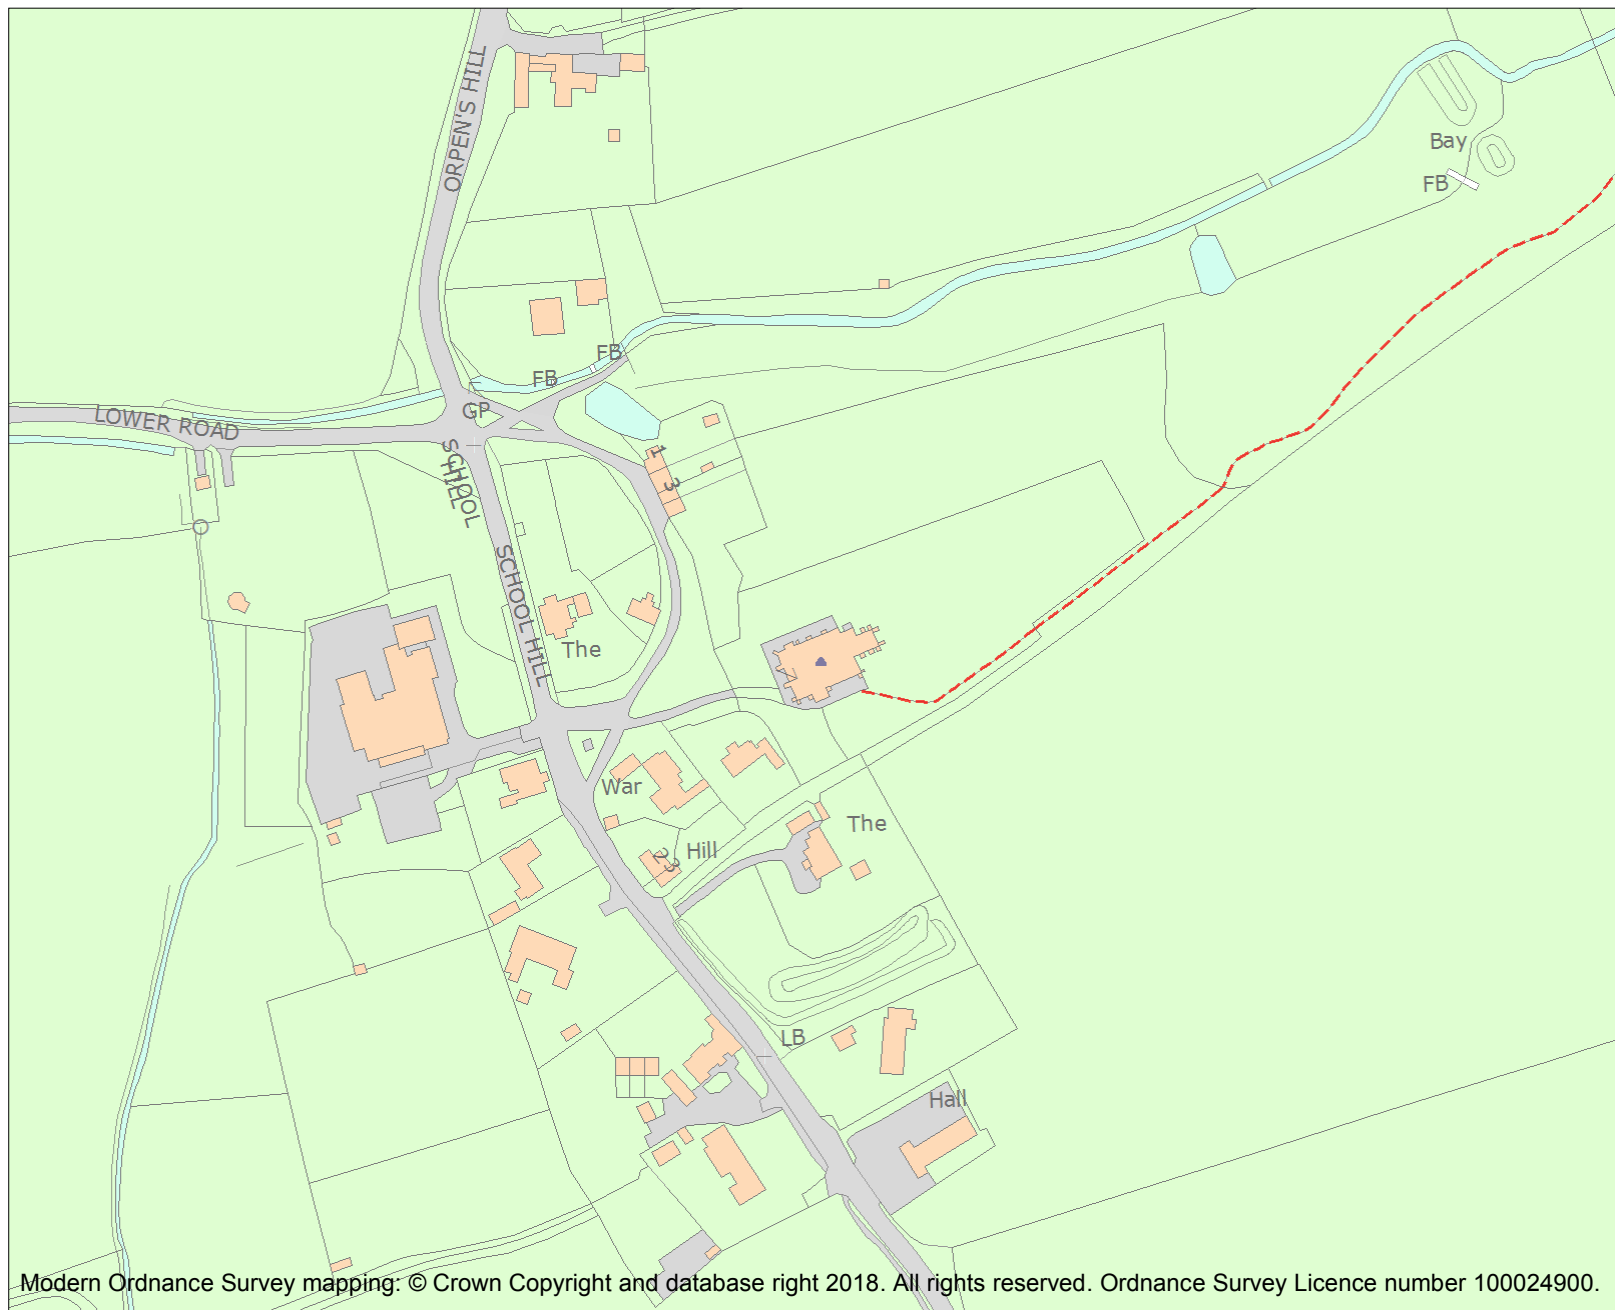 ORPEN'S HILL
Bay
FB
FB
FB
GP
LOWER ROAD
SCHOOL
HILL
1
3
SCHOOL HILL
The
War
The
Hill
2
3
LB
Hall
Modern Ordnance Survey mapping: © Crown Copyright and database right 2018. All rights reserved. Ordnance Survey Licence number 100024900.